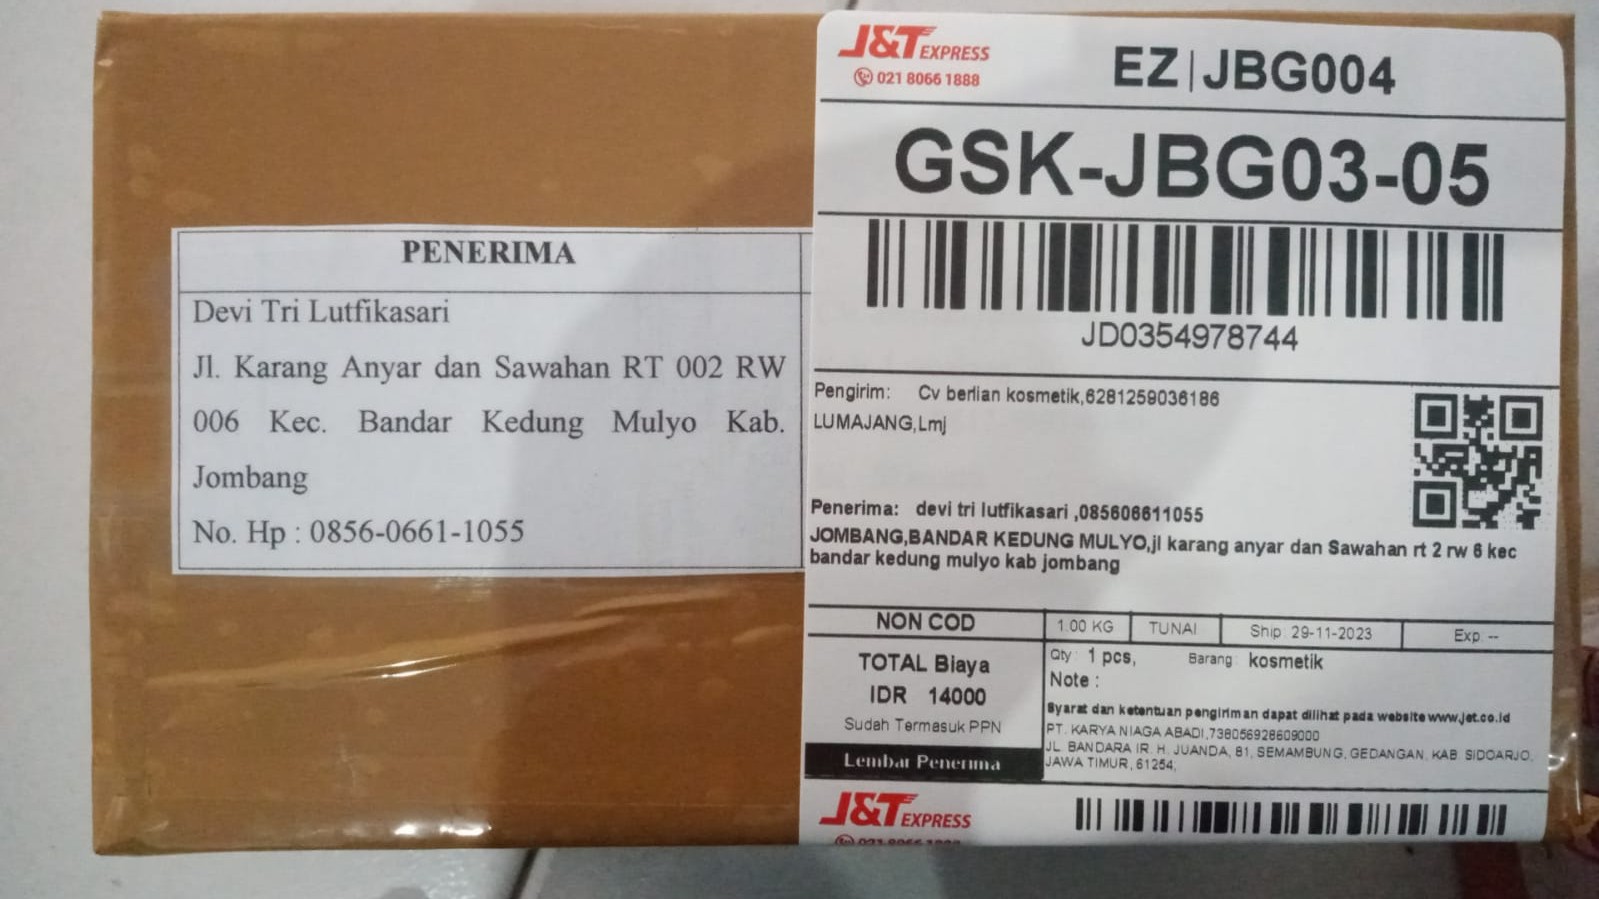 PENERIMA
Devi Tri Lutfikasari
Jl. Karang Anyar dan Sawahan RT 002 RW
006 Kec. Bandar Kedung Mulyo Kab.
Jombang
No. Hp : 0856-0661-1055
J&T EXPRESS
021 8066 1888
EZ|JBG004
GSK-JBG03-05
JD0354978744
Pengirim: Cv berlian kosmetik,6281259036186
LUMAJANG,Lmj
Penerima: devi tri lutfikasari ,085606611055
JOMBANG,BANDAR KEDUNG MULYO,jl karang anyar dan Sawahan rt 2 rw 6 kec
bandar kedung mulyo kab jombang
NON COD
1.00 KG
TUNAI
Ship: 29-11-2023
Exp: --
TOTAL Biaya
IDR 14000
Sudah Termasuk PPN
Lembar Penerima
Qty : 1 pcs, Barang: kosmetik
Note :
Syarat dan ketentuan pengiriman dapat dilihat pada website www.jet.co.id
PT. KARYA NIAGA ABADI,738056928609000
JL. BANDARA IR. H. JUANDA, 81, SEMAMBUNG, GEDANGAN, KAB. SIDOARJO,
JAWA TIMUR, 61254,
J&T EXPRESS
021 8066 1888